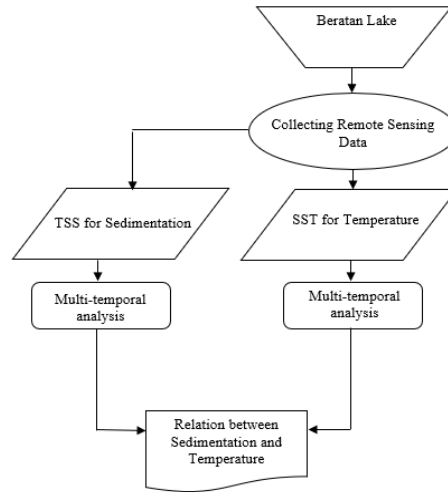 Beratan Lake
Collecting Remote Sensing
Data
TSS for Sedimentation
SST for Temperature
Multi-temporal
analysis
Multi-temporal
analysis
Relation between
Sedimentation and
Temperature